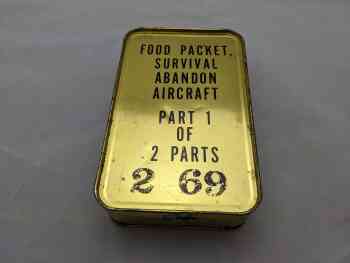 FOOD PACKET,
SURVIVAL
ABANDON
AIRCRAFT
PART 1
OF
2 PARTS
2 69